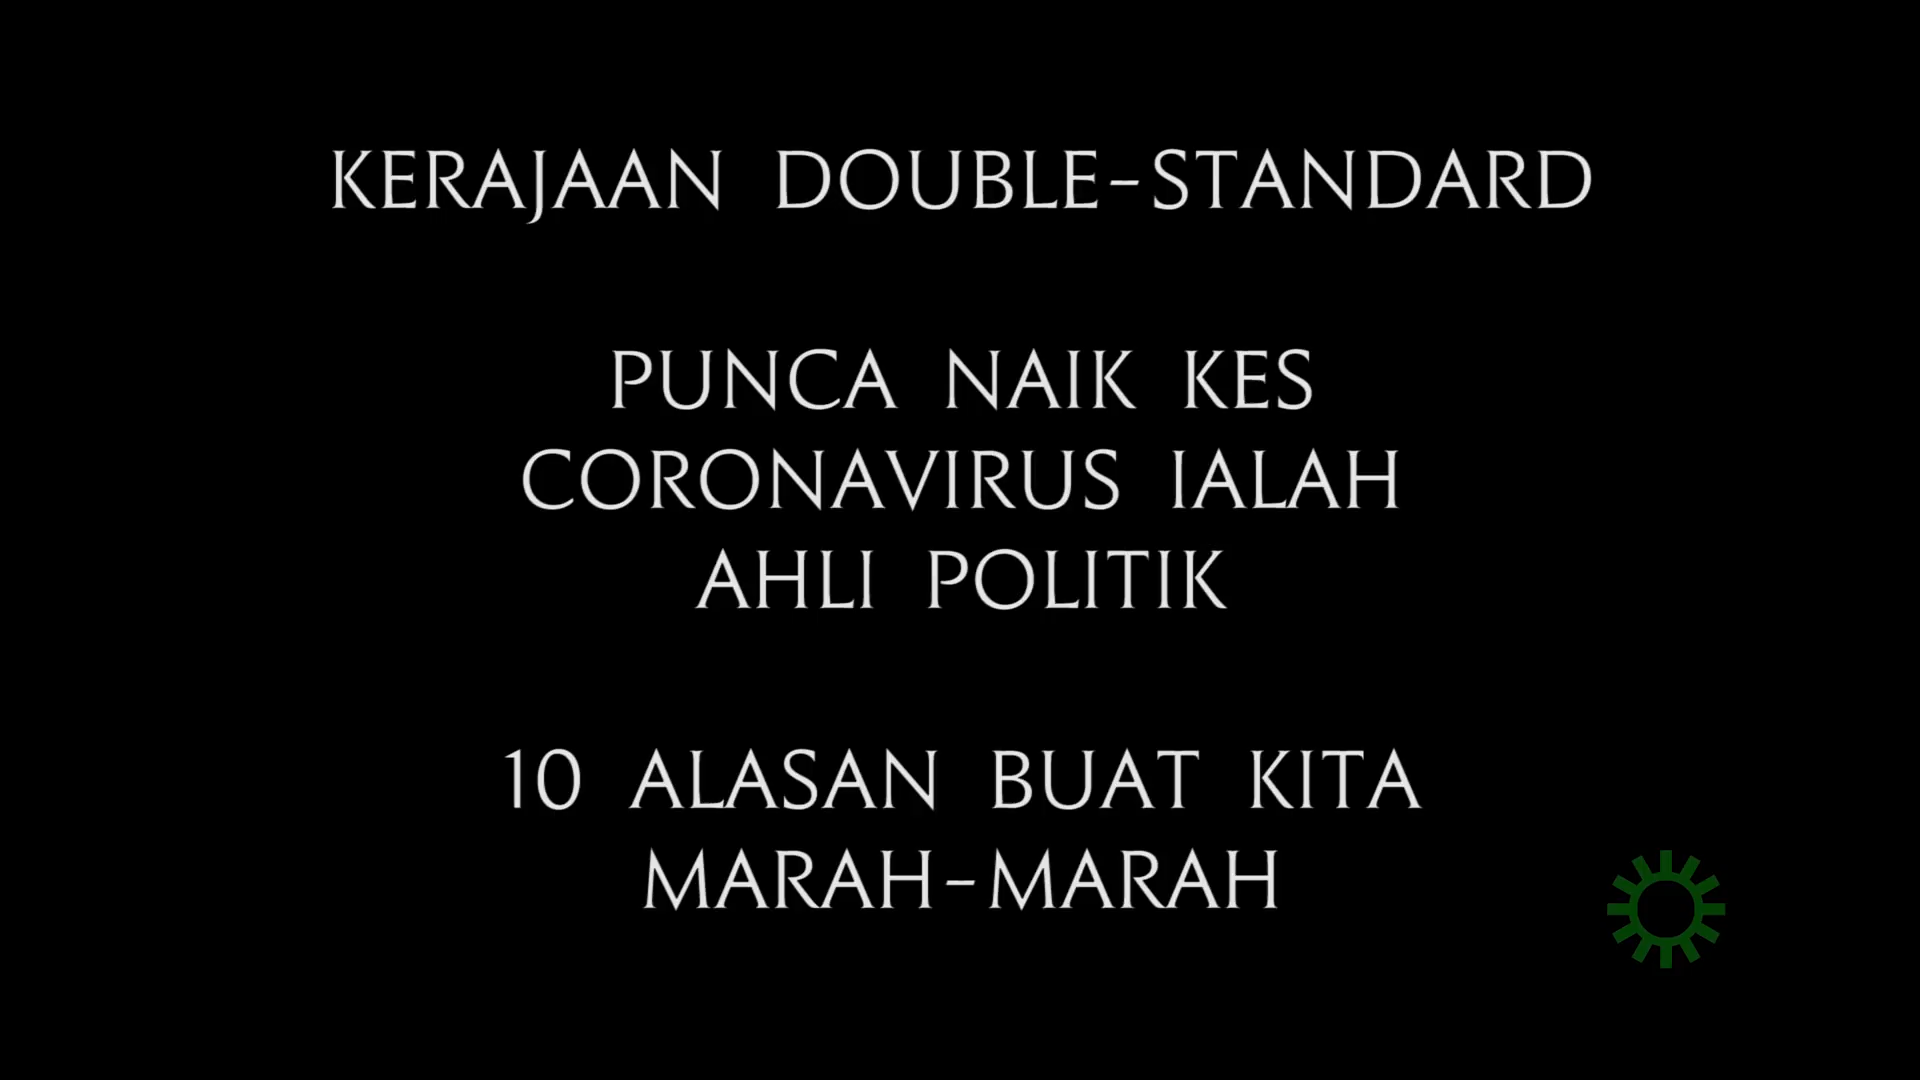 KERAJAAN DOUBLE-STANDARD
PUNCA NAIK KES
CORONAVIRUS IALAH
AHLI POLITIK
10 ALASAN BUAT KITA
MARAH-MARAH